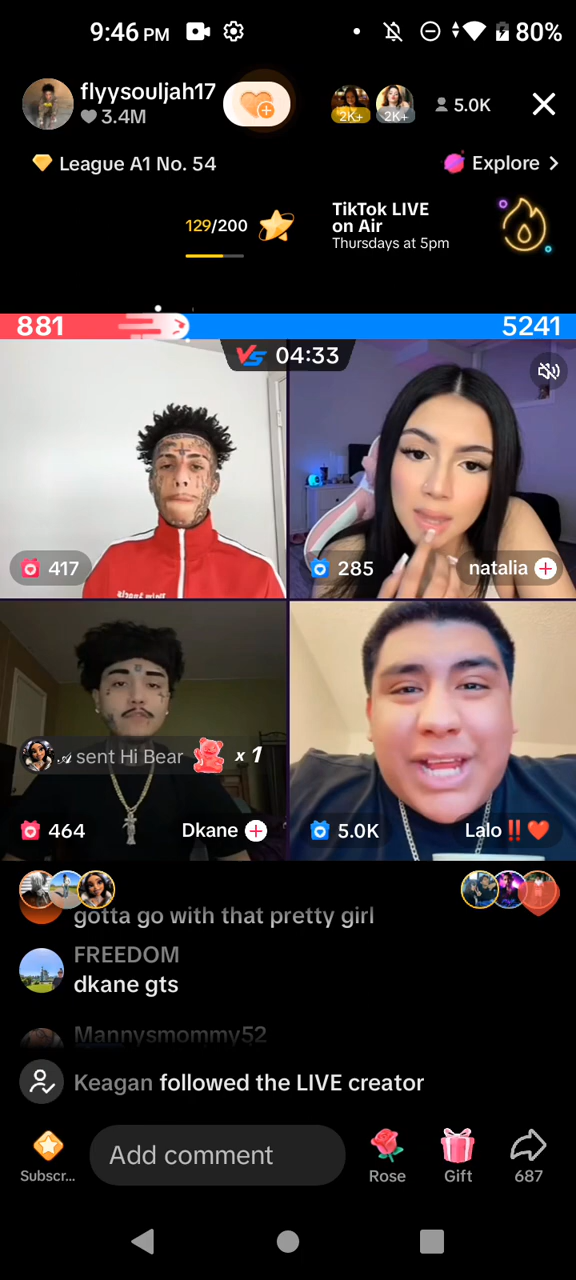 9:46 PM
80%
flyysouljah17
3.4M
2K+
2K+
5.0K
League A1 No. 54
Explore >
129/200
TikTok LIVE
on Air
Thursdays at 5pm
881
5241
VS 04:33
417
285
natalia
sent Hi Bear x 1
464
Dkane
5.0K
Lalo‼️❤️
gotta go with that pretty girl
FREEDOM
dkane gts
Mannysmommy52
Keagan followed the LIVE creator
Subscr...
Add comment
Rose
Gift
687